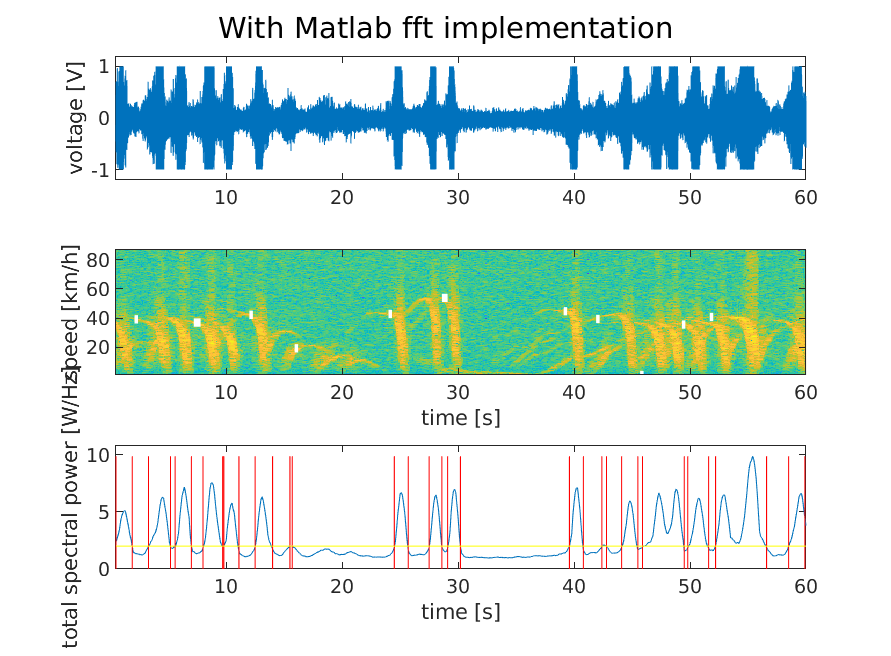 With Matlab fft implementation
voltage [V]
1
0
-1
10 20 30 40 50 60
speed [km/h]
80
60
40
20
10 20 30 40 50 60
time [s]
total spectral power [W/Hz]
10
5
0
10 20 30 40 50 60
time [s]